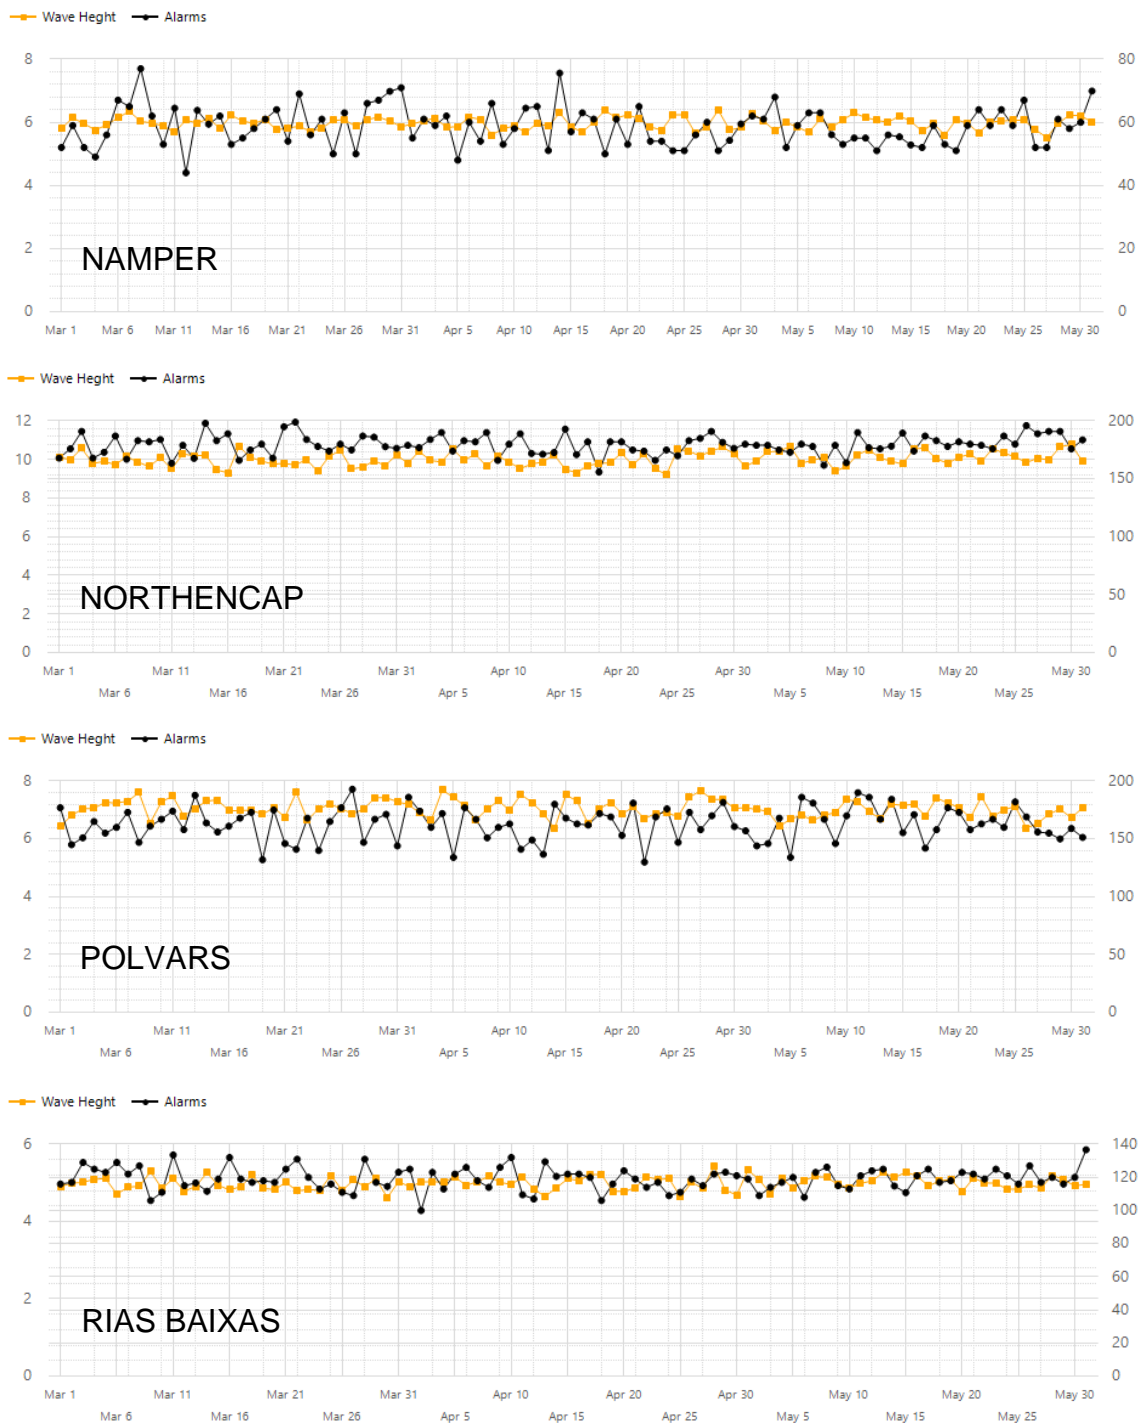 Wave Heght Alarms
8 80
6 60
4 40
2 20
0 0
NAMPER
Mar 1 Mar 6 Mar 11 Mar 16 Mar 21 Mar 26 Mar 31 Apr 5 Apr 10 Apr 15 Apr 20 Apr 25 Apr 30 May 5 May 10 May 15 May 20 May 25 May 30
Wave Heght Alarms
12 200
10
150
8
6 100
4
50
2
0 0
NORTHENCAP
Mar 1 Mar 11 Mar 21 Mar 31 Apr 10 Apr 20 Apr 30 May 10 May 20 May 30
Mar 6 Mar 16 Mar 26 Apr 5 Apr 15 Apr 25 May 5 May 15 May 25
Wave Heght Alarms
8 200
6 150
4 100
2 50
0 0
POLVARS
Mar 1 Mar 11 Mar 21 Mar 31 Apr 10 Apr 20 Apr 30 May 10 May 20 May 30
Mar 6 Mar 16 Mar 26 Apr 5 Apr 15 Apr 25 May 5 May 15 May 25
Wave Heght Alarms
6 140
120
100
4
80
60
2
40
20
0 0
RIAS BAIXAS
Mar 1 Mar 11 Mar 21 Mar 31 Apr 10 Apr 20 Apr 30 May 10 May 20 May 30
Mar 6 Mar 16 Mar 26 Apr 5 Apr 15 Apr 25 May 5 May 15 May 25